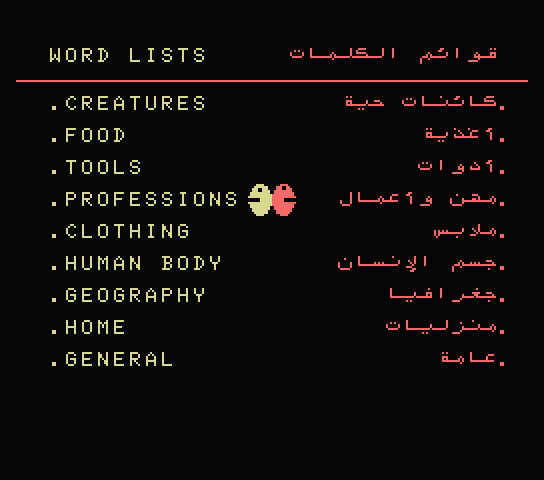 WORD LISTS قوائم الكلمات
.CREATURES كائنات حية.
.FOOD أغذية.
.TOOLS أدوات.
.PROFESSIONS مهن وأعمال.
.CLOTHING ملابس.
.HUMAN BODY جسم الإنسان.
.GEOGRAPHY جغرافيا.
.HOME منزليات.
.GENERAL عامة.